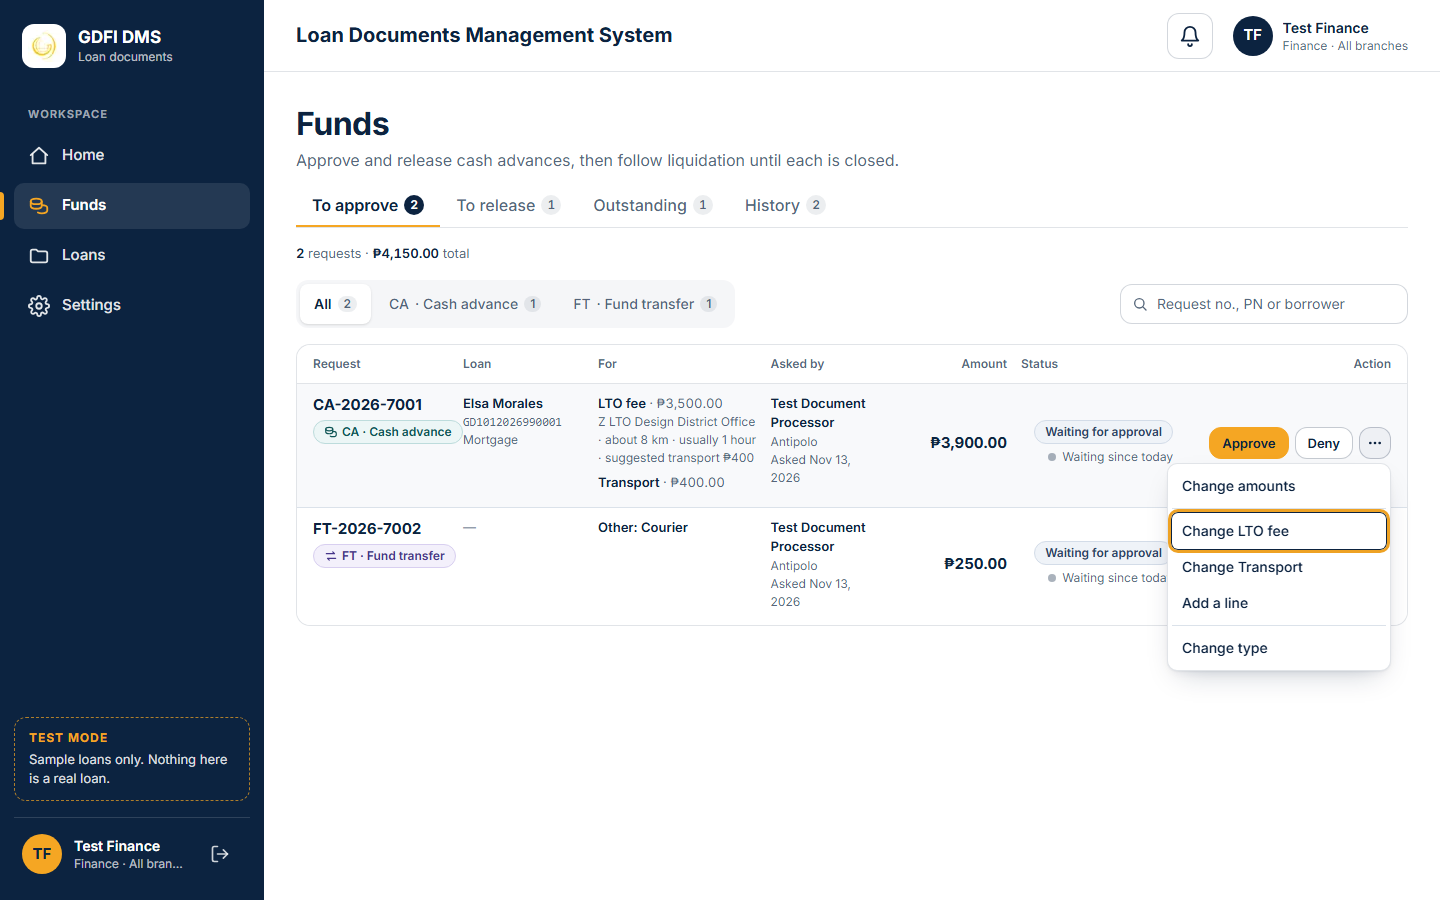 GDFI DMS
Loan documents
WORKSPACE
Home
Funds
Loans
Settings
TEST MODE
Sample loans only. Nothing here
is a real loan.
TF
Test Finance
Finance · All bran...
Loan Documents Management System
TF
Test Finance
Finance · All branches
Funds
Approve and release cash advances, then follow liquidation until each is closed.
To approve 2
To release 1
Outstanding 1
History 2
2 requests · ₱4,150.00 total
All 2
CA · Cash advance 1
FT · Fund transfer 1
Request no., PN or borrower
Request
Loan
For
Asked by
Amount
Status
Action
CA-2026-7001
CA · Cash advance
Elsa Morales
GD1012026990001
Mortgage
LTO fee · ₱3,500.00
Z LTO Design District Office
· about 8 km · usually 1 hour
· suggested transport ₱400
Transport · ₱400.00
Test Document
Processor
Antipolo
Asked Nov 13,
2026
₱3,900.00
Waiting for approval
Waiting since today
Approve
Deny
···
FT-2026-7002
FT · Fund transfer
—
Other: Courier
Test Document
Processor
Antipolo
Asked Nov 13,
2026
₱250.00
Waiting for approval
Waiting since toda
Change amounts
Change LTO fee
Change Transport
Add a line
Change type